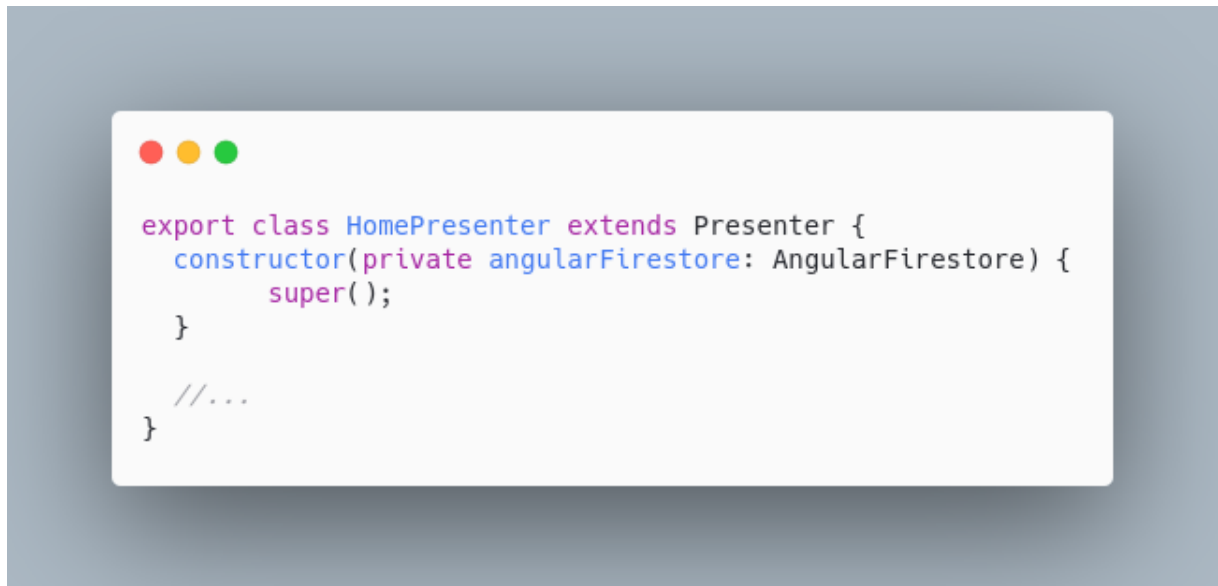 export class HomePresenter extends Presenter {
  constructor(private angularFirestore: AngularFirestore) {
        super();
  }

  //...
}